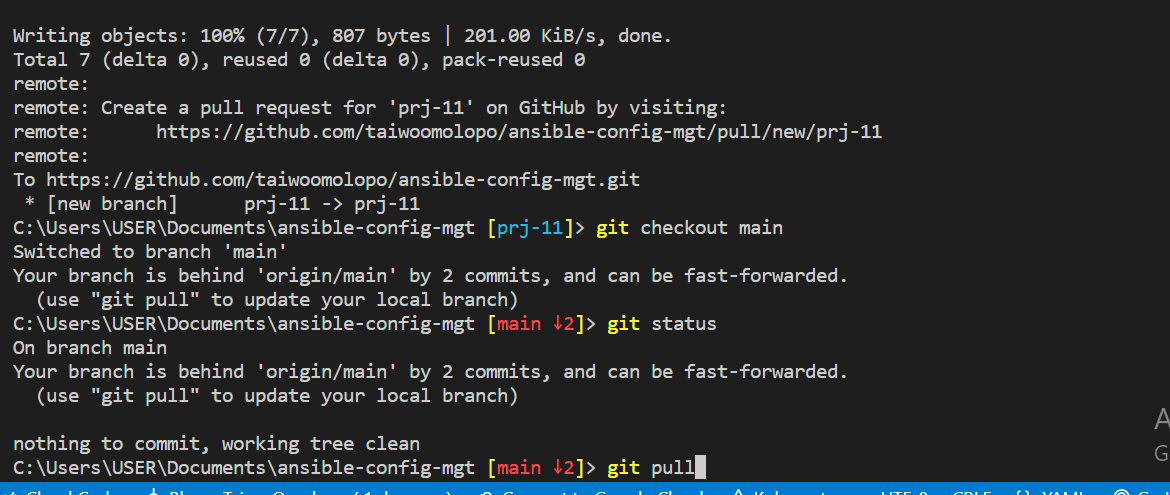 Writing objects: 100% (7/7), 807 bytes | 201.00 KiB/s, done.
Total 7 (delta 0), reused 0 (delta 0), pack-reused 0
remote:
remote: Create a pull request for 'prj-11' on GitHub by visiting:
remote:      https://github.com/taiwoomolopo/ansible-config-mgt/pull/new/prj-11
remote:
To https://github.com/taiwoomolopo/ansible-config-mgt.git
 * [new branch]      prj-11 -> prj-11
C:\Users\USER\Documents\ansible-config-mgt [prj-11]> git checkout main
Switched to branch 'main'
Your branch is behind 'origin/main' by 2 commits, and can be fast-forwarded.
  (use "git pull" to update your local branch)
C:\Users\USER\Documents\ansible-config-mgt [main ↓2]> git status
On branch main
Your branch is behind 'origin/main' by 2 commits, and can be fast-forwarded.
  (use "git pull" to update your local branch)

nothing to commit, working tree clean
C:\Users\USER\Documents\ansible-config-mgt [main ↓2]> git pull